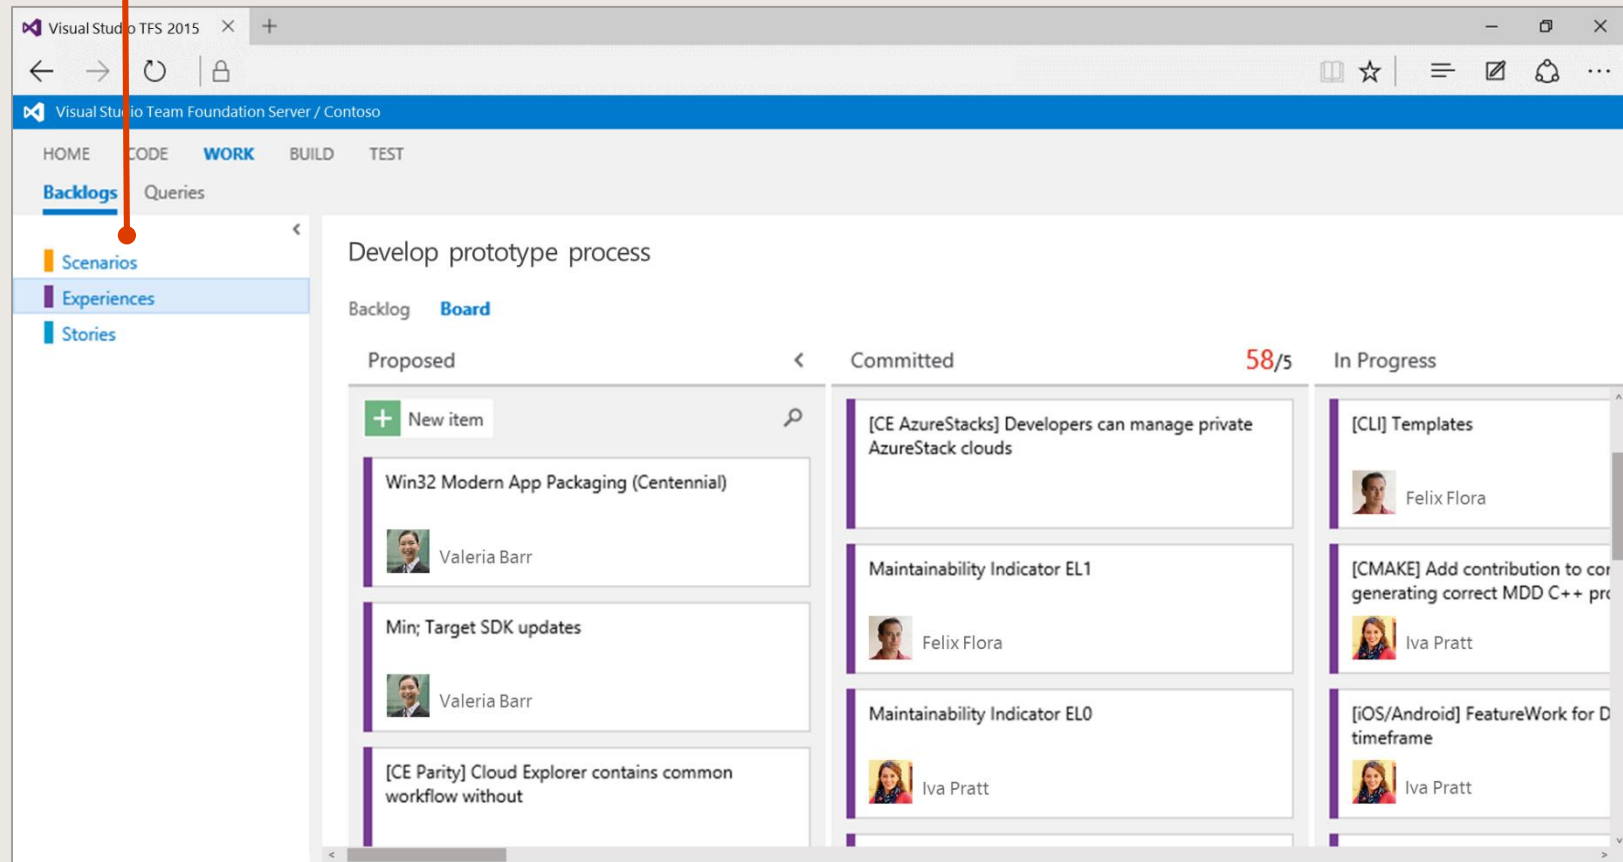 Visual Studio TFS 2015
Visual Studio Team Foundation Server / Contoso
HOME CODE WORK BUILD TEST
Backlogs Queries
Scenarios
Experiences
Stories
Develop prototype process
Backlog Board
Proposed
New item
Win32 Modern App Packaging (Centennial)
Valeria Barr
Min; Target SDK updates
Valeria Barr
[CE Parity] Cloud Explorer contains common
workflow without
Committed 58/5
[CE AzureStacks] Developers can manage private
AzureStack clouds
Maintainability Indicator EL1
Felix Flora
Maintainability Indicator EL0
Iva Pratt
In Progress
[CLI] Templates
Felix Flora
[CMAKE] Add contribution to
generating correct MDD C++
Iva Pratt
[iOS/Android] FeatureWork for
timeframe
Iva Pratt